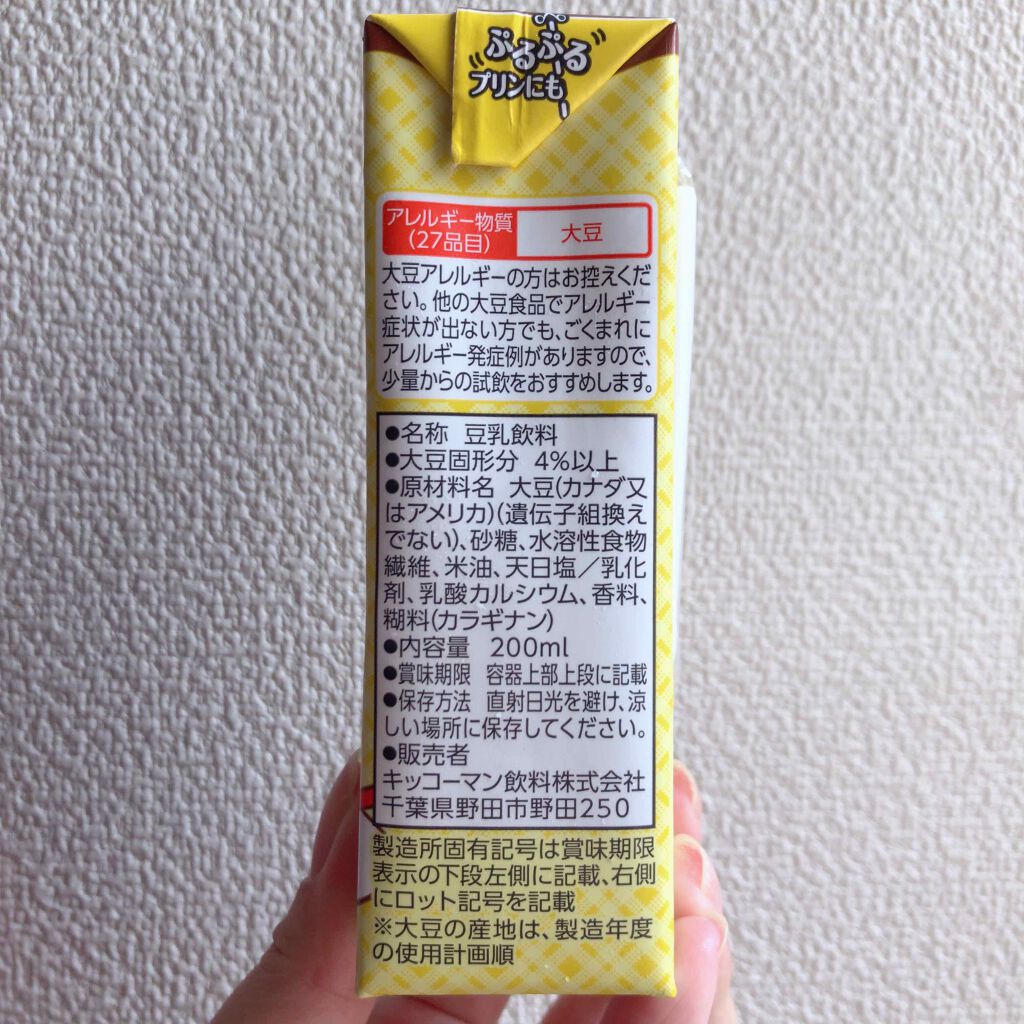 ぷるぷる
プリンにも
アレルギー物質
(27品目)
大豆
大豆アレルギーの方はお控えくだ
さい。他の大豆食品でアレルギー
症状が出ない方でも、ごくまれに
アレルギー発症例がありますので、
少量からの試飲をおすすめします。
●名称 豆乳飲料
●大豆固形分 4%以上
●原材料名 大豆(カナダ又
はアメリカ)(遺伝子組換え
でない)、砂糖、水溶性食物
繊維、米油、天日塩／乳化
剤、乳酸カルシウム、香料、
糊料(カラギナン)
●内容量 200ml
●賞味期限 容器上部上段に記載
●保存方法 直射日光を避け、涼
しい場所に保存してください。
●販売者
キッコーマン飲料株式会社
千葉県野田市野田250
製造所固有記号は賞味期限
表示の下段左側に記載、右側
にロット記号を記載
※大豆の産地は、製造年度
の使用計画順